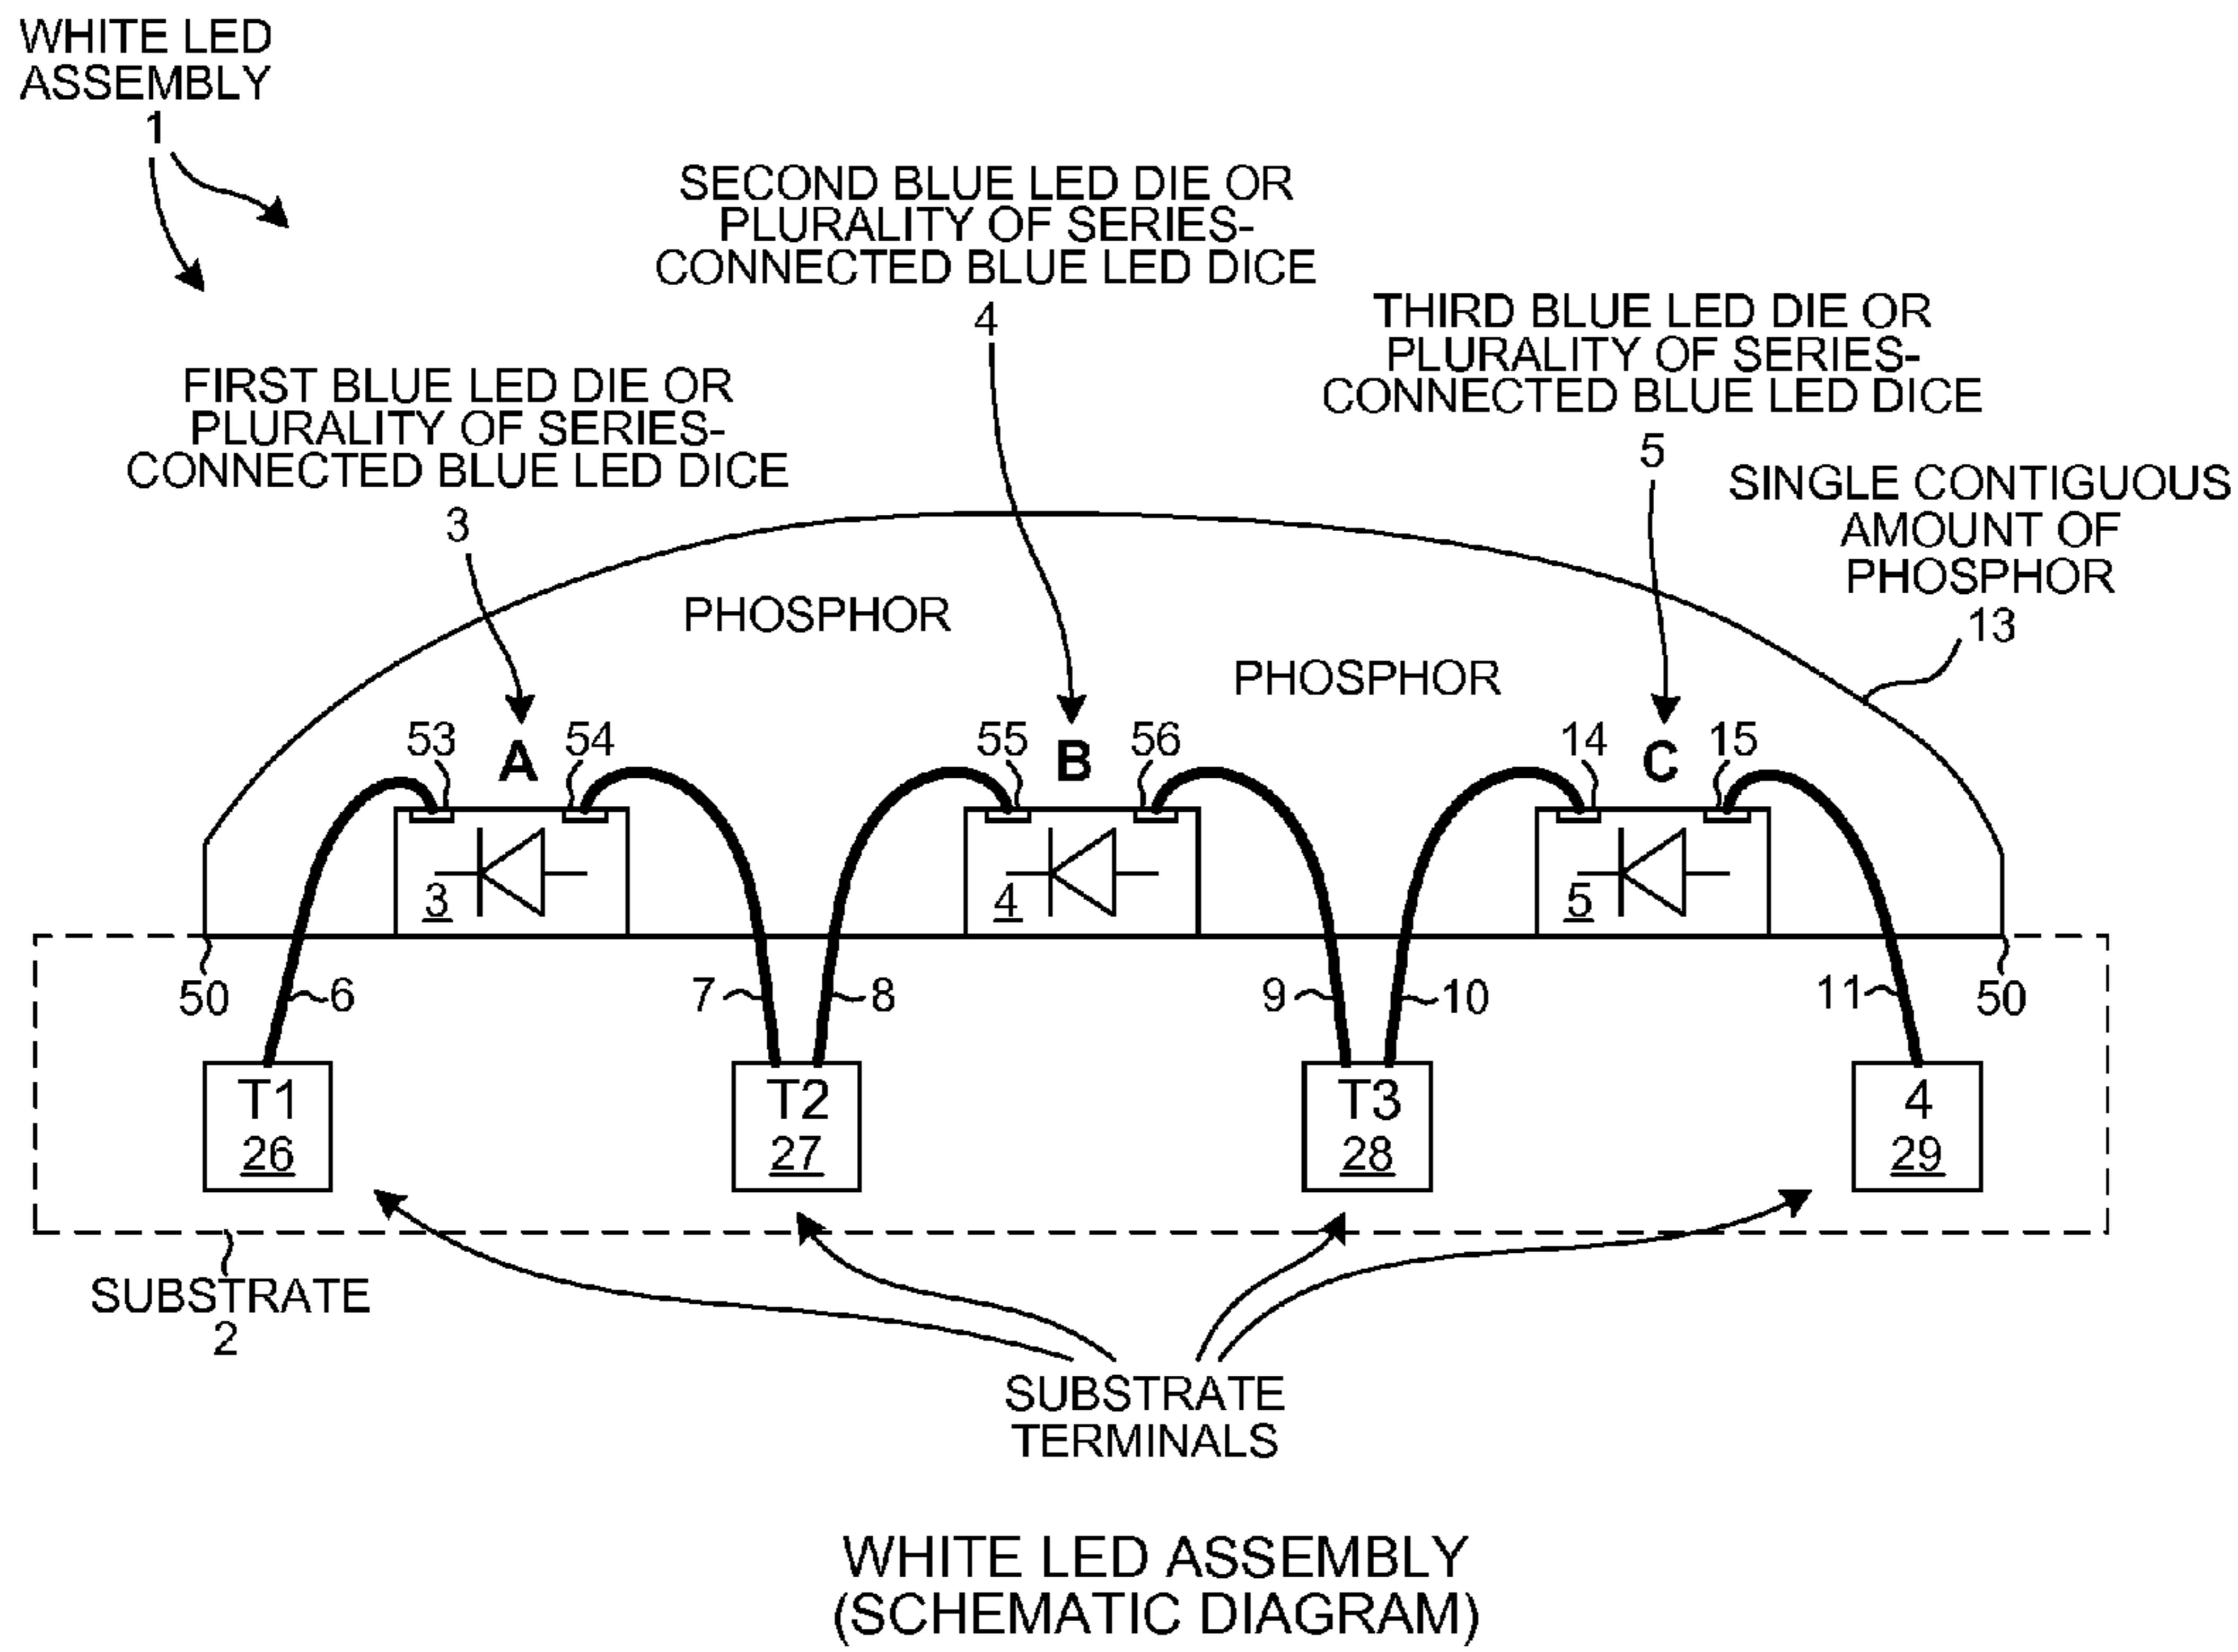 WHITE LED
ASSEMBLY
1
SECOND BLUE LED DIE OR
PLURALITY OF SERIES-
CONNECTED BLUE LED DICE
4
THIRD BLUE LED DIE OR
PLURALITY OF SERIES-
CONNECTED BLUE LED DICE
5
FIRST BLUE LED DIE OR
PLURALITY OF SERIES-
CONNECTED BLUE LED DICE
3
SINGLE CONTIGUOUS
AMOUNT OF
PHOSPHOR
13
PHOSPHOR
PHOSPHOR
53 A 54 55 B 56 14 C 15
3 4 5
50 6 7 8 9 10 11 50
T1 T2 T3 4
26 27 28 29
SUBSTRATE
2
SUBSTRATE
TERMINALS
WHITE LED ASSEMBLY
(SCHEMATIC DIAGRAM)